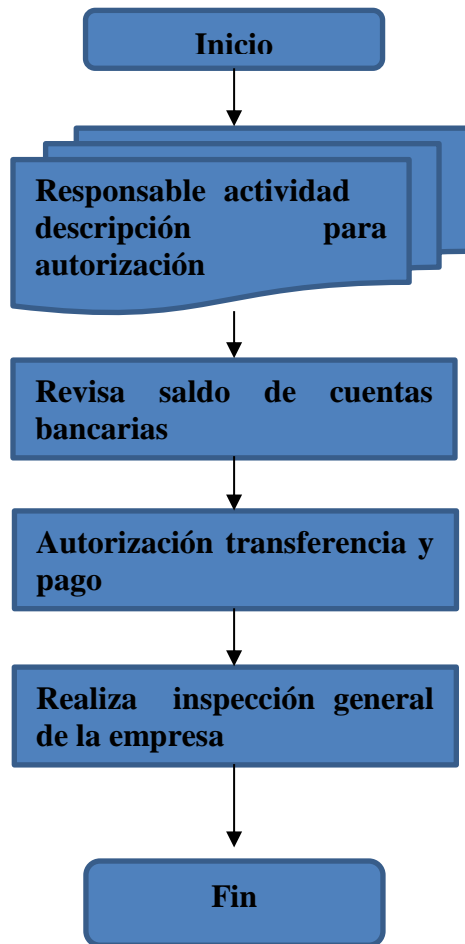 Inicio
Responsable actividad
descripción para
autorización
Revisa saldo de cuentas
bancarias
Autorización transferencia y
pago
Realiza inspección general
de la empresa
Fin